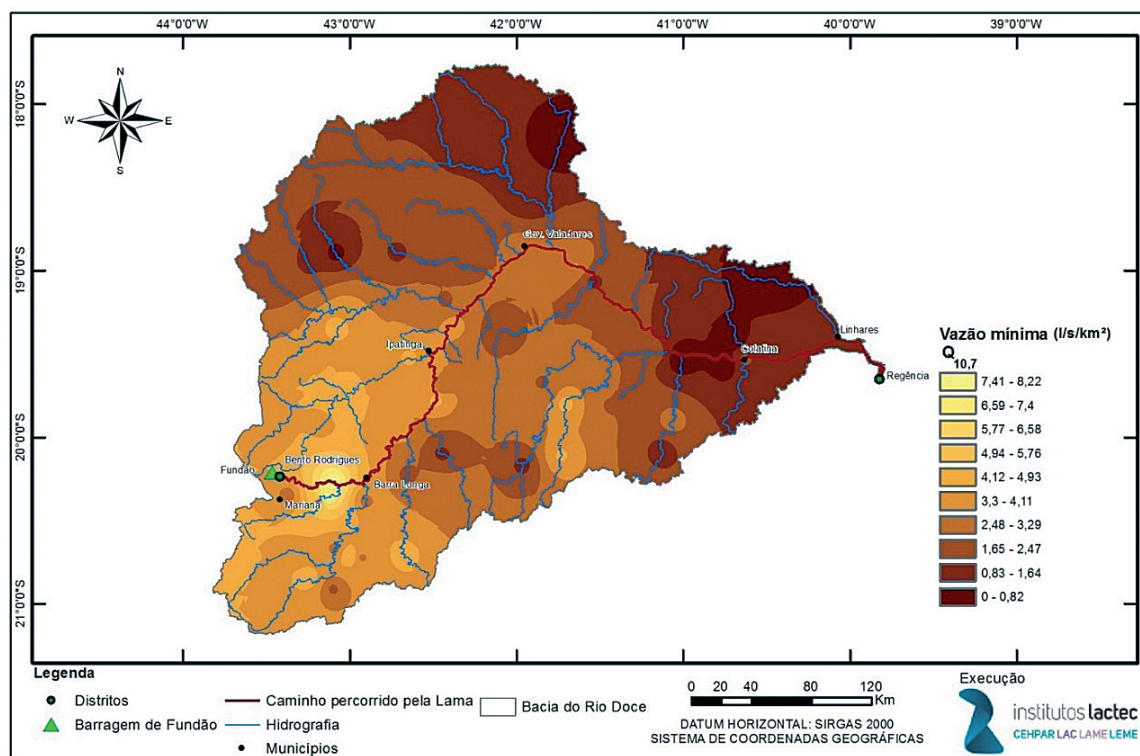 44°0'0"W 43°0'0"W 42°0'0"W 41°0'0"W 40°0'0"W 39°0'0"W
18°0'0"S
19°0'0"S
20°0'0"S
21°0'0"S
N
W E
S
Gov. Valadares
Linhares
Ipatinga
Colatina
Regência
Fundão
Bento Rodrigues
Barra Longa
Mariana
Vazão mínima (l/s/km²)
Q10,7
7,41 - 8,22
6,59 - 7,4
5,77 - 6,58
4,94 - 5,76
4,12 - 4,93
3,3 - 4,11
2,48 - 3,29
1,65 - 2,47
0,83 - 1,64
0 - 0,82
Legenda
Distritos
Barragem de Fundão
Caminho percorrido pela Lama
Hidrografia
Municípios
Bacia do Rio Doce
0 20 40 80 120
Km
DATUM HORIZONTAL: SIRGAS 2000
SISTEMA DE COORDENADAS GEOGRÁFICAS
Execução
institutos lactec
CEHPAR LAC LAME LEME